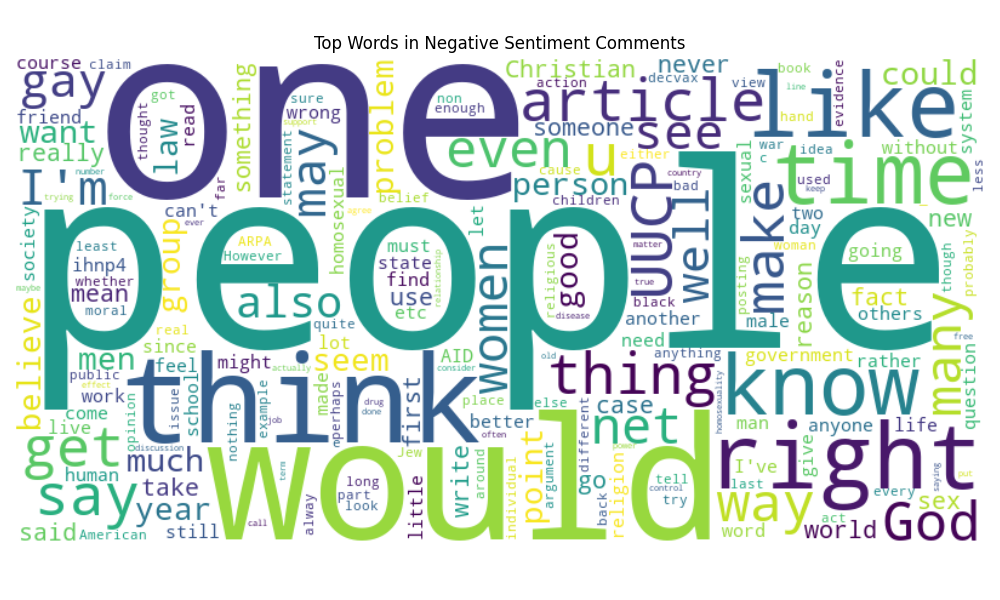 Top Words in Negative Sentiment Comments
course claim
gay
friend
want
really
I'm
one
thought
got
law
read
far
something
sure
wrong
support
statement
may
problem
non
enough
Christian
action
article
someone
never
decvax
see
view
like
book
line
hand
evidence
could
system
even
u
either
cause
person
children
country
bad
sexual
war
c
idea
without
time
used
keep
less
number
trying
force
can't
ever
homosexual
belief
agree
let
society
people
least
ihnp4
whether
mean
moral
group
ARPA
However
also
must
state
find
use
etc
relationship
women
religious
good
disease
matter
true
black
UUCP
well
another
posting
make
woman
male
two
day
reason
going
fact
others
new
though
probably
many
maybe
believe
men
real
since
feel
quite
lot
seem
might
actually
need
anything
government
rather
free
question
public
effect
work
come
live
opinion
issue
school
think
example
job
made
perhaps
drug
done
AID
consider
first
place
better
often
old
else
thing
case
net
homosexuality
know
man
anyone
life
get
human
discussion
much
nothing
would
term
call
alway
long
part
look
Jew
little
write
around
individual
point
argument
different
go
back
religion
power
tell
control
try
right
I've
last
give
way
word
act
world
every
saying
sex
out
God
say
year
take
said
American
still